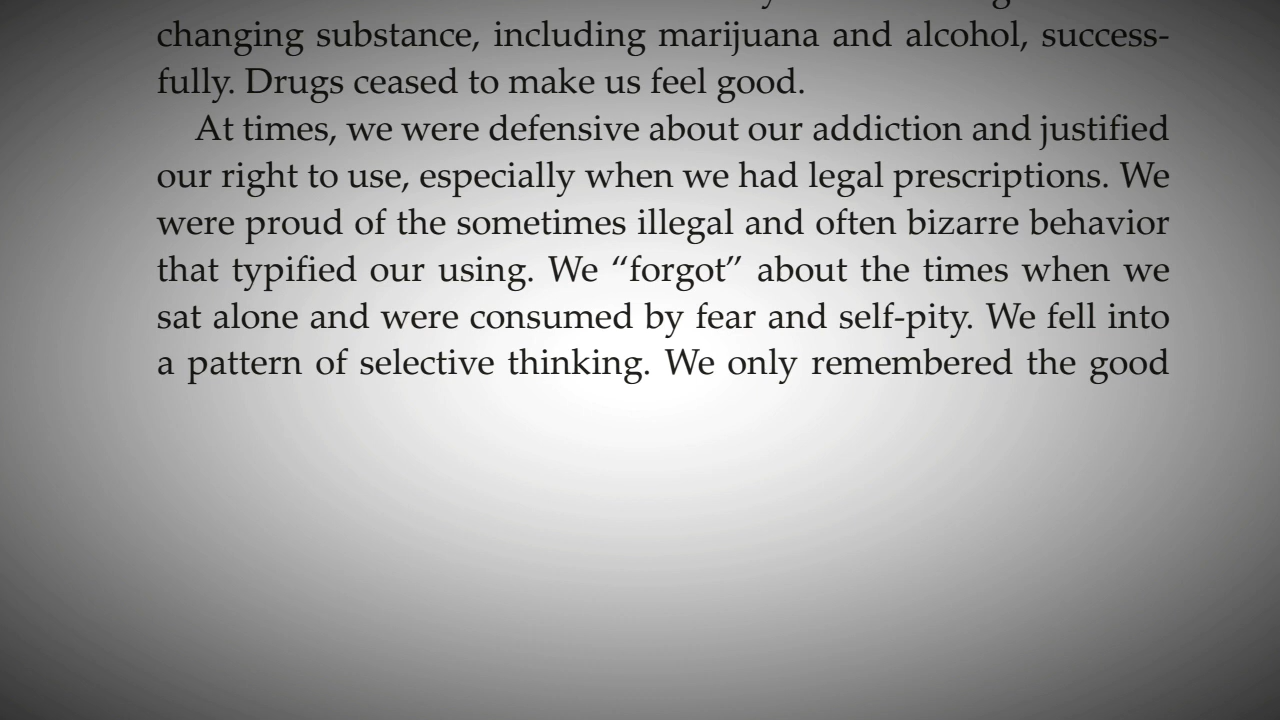 changing substance, including marijuana and alcohol, success-
fully. Drugs ceased to make us feel good.
At times, we were defensive about our addiction and justified
our right to use, especially when we had legal prescriptions. We
were proud of the sometimes illegal and often bizarre behavior
that typified our using. We “forgot” about the times when we
sat alone and were consumed by fear and self-pity. We fell into
a pattern of selective thinking. We only remembered the good